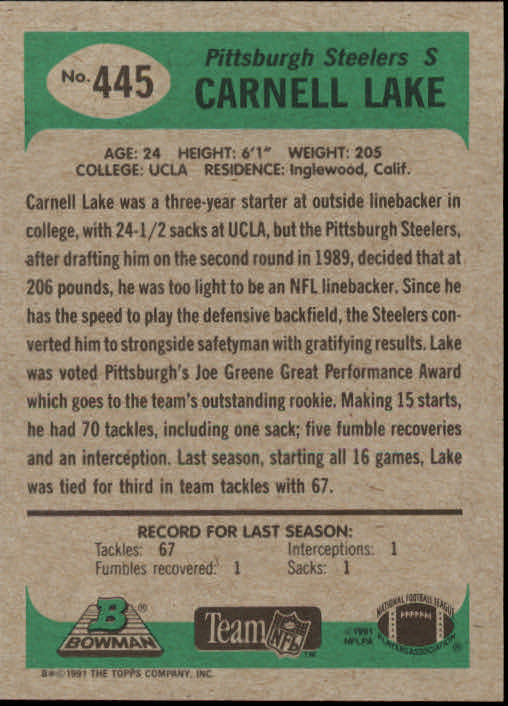 No. 445
Pittsburgh Steelers S
CARNELL LAKE
AGE: 24 HEIGHT: 6'1" WEIGHT: 205
COLLEGE: UCLA RESIDENCE: Inglewood, Calif.
Carnell Lake was a three-year starter at outside linebacker in
college, with 24-1/2 sacks at UCLA, but the Pittsburgh Steelers,
after drafting him on the second round in 1989, decided that at
206 pounds, he was too light to be an NFL linebacker. Since he
has the speed to play the defensive backfield, the Steelers con-
verted him to strongside safetyman with gratifying results. Lake
was voted Pittsburgh's Joe Greene Great Performance Award
which goes to the team's outstanding rookie. Making 15 starts,
he had 70 tackles, including one sack; five fumble recoveries
and an interception. Last season, starting all 16 games, Lake
was tied for third in team tackles with 67.
RECORD FOR LAST SEASON:
Tackles: 67 Interceptions: 1
Fumbles recovered: 1 Sacks: 1
B ®
BOWMAN
Team NFL ™
©1991
NFLPA
NATIONAL FOOTBALL LEAGUE
PLAYERS ASSOCIATION ®
B®©1991 THE TOPPS COMPANY, INC.